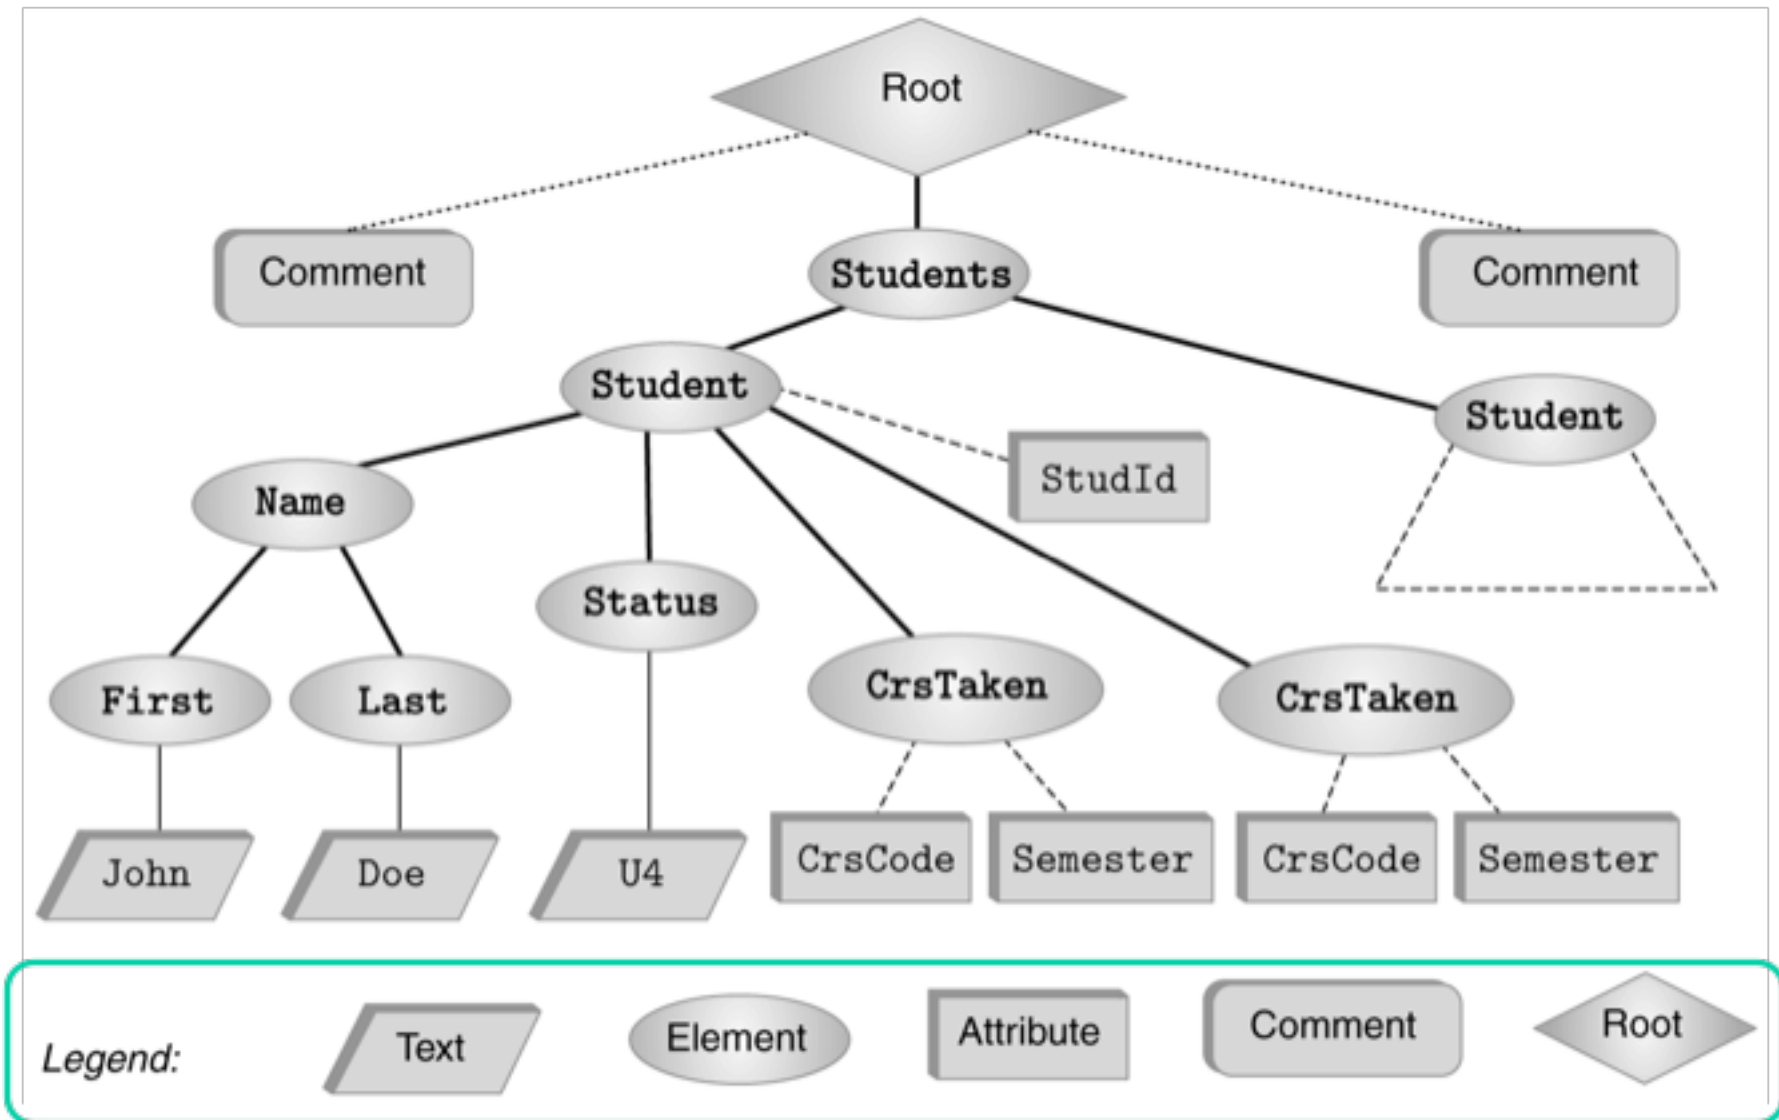 Root
Comment
Students
Comment
Student
Student
StudId
Name
Status
First
Last
CrsTaken
CrsTaken
John
Doe
U4
CrsCode
Semester
CrsCode
Semester
Legend:
Text
Element
Attribute
Comment
Root